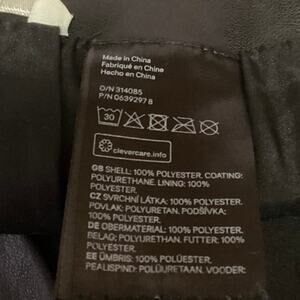 Made in China
Fabriqué en Chine
Hecho en China
O/N 314085
P/N 0639297 8
30
clevercare.info
GB SHELL: 100% POLYESTER. COATING:
POLYURETHANE. LINING: 100%
POLYESTER.
CZ SVRCHNÍ LÁTKA: 100% POLYESTER.
POVLAK: POLYURETAN. PODŠÍVKA:
100% POLYESTER.
DE OBERMATERIAL: 100% POLYESTER.
BELAG: POLYURETHAN. FUTTER: 100%
POLYESTER.
EE ÜMBRIS: 100% POLÜESTER.
PEALISPIND: POLÜURETAAN. VOODER: